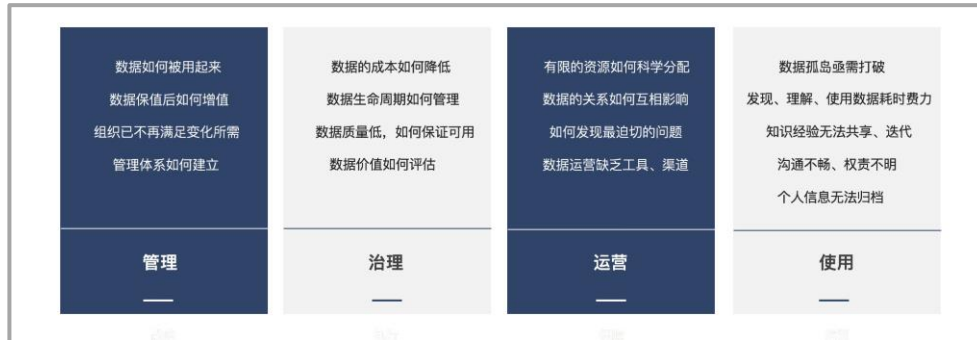 数据如何被用起来
数据保值后如何增值
组织已不再满足变化所需
管理体系如何建立
管理
数据的成本如何降低
数据生命周期如何管理
数据质量低，如何保证可用
数据价值如何评估
治理
有限的资源如何科学分配
数据的关系如何互相影响
如何发现最迫切的问题
数据运营缺乏工具、渠道
运营
数据孤岛亟需打破
发现、理解、使用数据耗时费力
知识经验无法共享、迭代
沟通不畅、权责不明
个人信息无法归档
使用